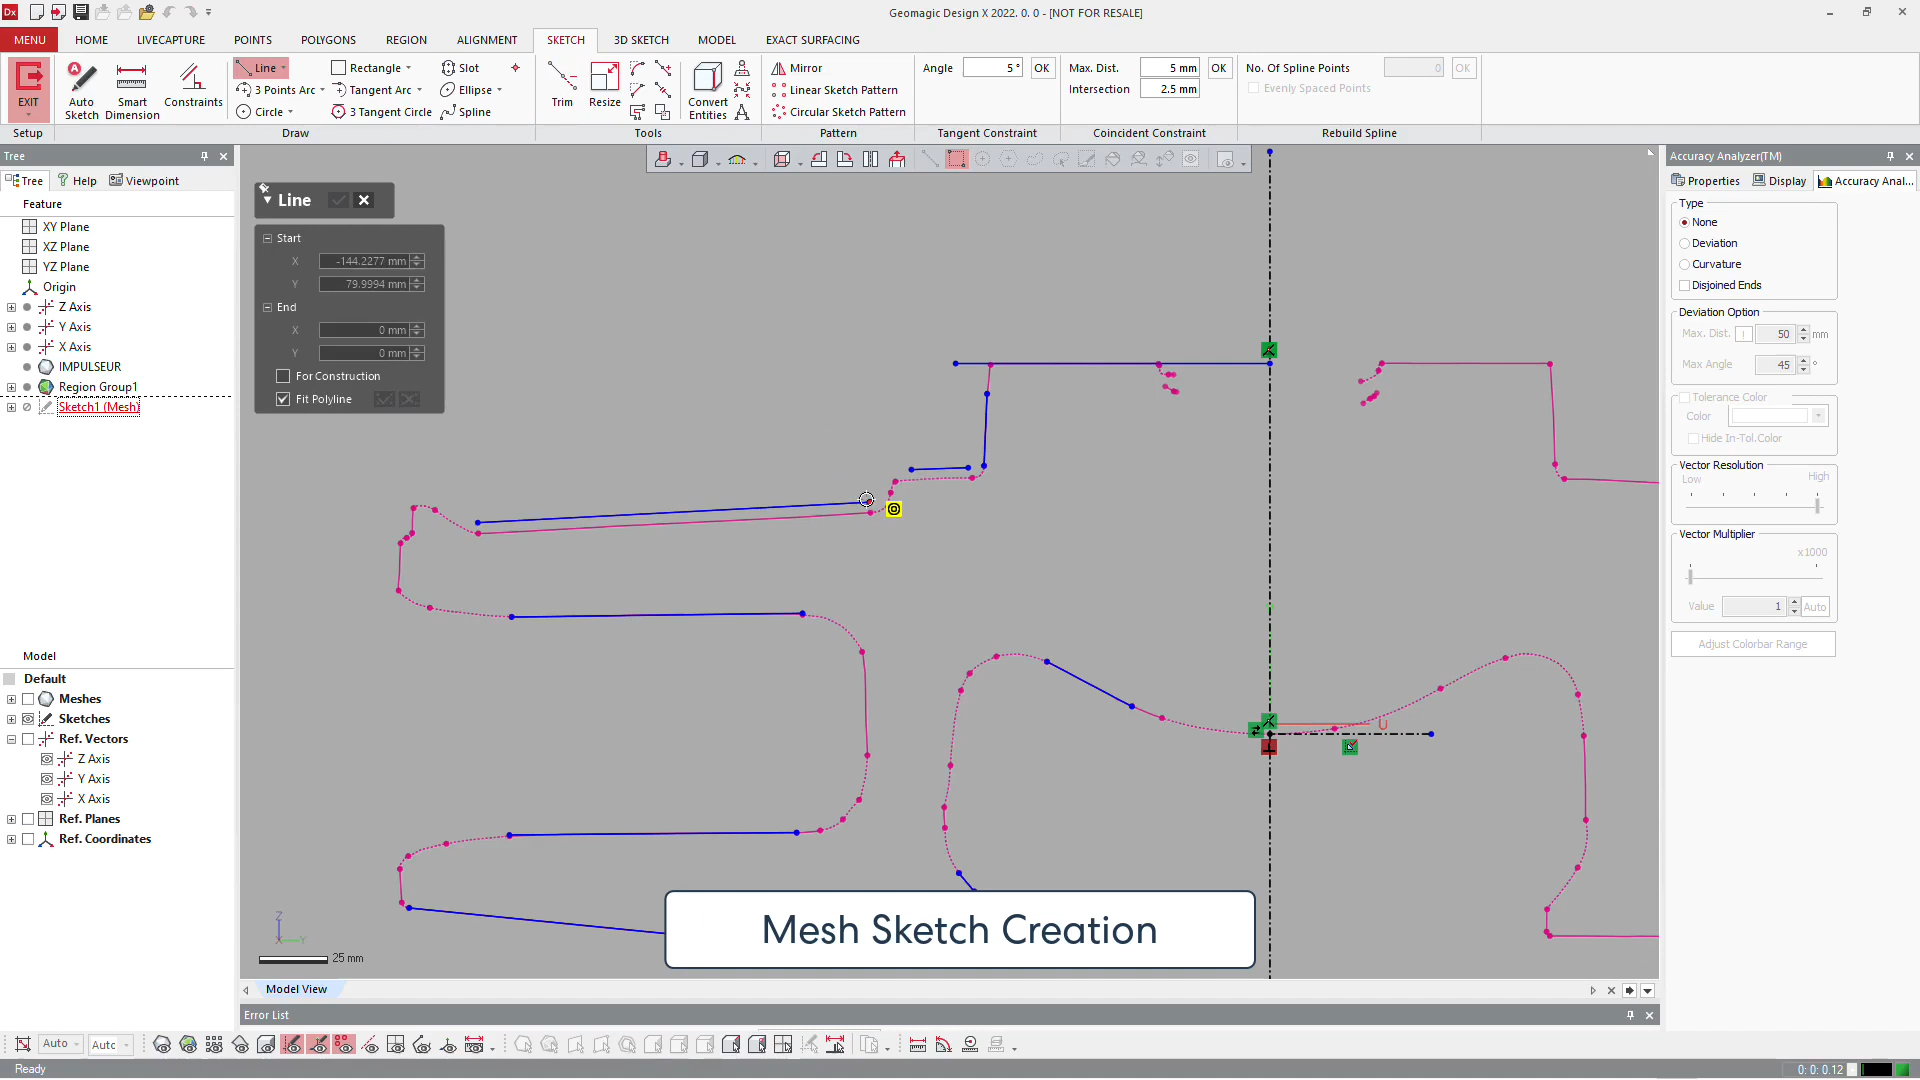 Dx
Geomagic Design X 2022. 0. 0 - [NOT FOR RESALE]
MENU HOME LIVECAPTURE POINTS POLYGONS REGION ALIGNMENT SKETCH 3D SKETCH MODEL EXACT SURFACING
Line Rectangle Slot Mirror Angle 5 ° OK Max. Dist. 5 mm OK No. Of Spline Points 0 OK
3 Points Arc Tangent Arc Ellipse Linear Sketch Pattern Intersection 2.5 mm Evenly Spaced Points
EXIT Auto Sketch Smart Dimension Constraints Circle 3 Tangent Circle Spline Trim Resize Convert Entities Circular Sketch Pattern
Setup Draw Tools Pattern Tangent Constraint Coincident Constraint Rebuild Spline
Tree
Tree Help Viewpoint
Feature
XY Plane
XZ Plane
YZ Plane
Origin
Z Axis
Y Axis
X Axis
IMPULSEUR
Region Group1
Sketch1 (Mesh)
Model
Default
Meshes
Sketches
Ref. Vectors
Z Axis
Y Axis
X Axis
Ref. Planes
Ref. Coordinates
Line
Start
X -144.2277 mm
Y 79.9994 mm
End
X 0 mm
Y 0 mm
For Construction
Fit Polyline
U
Z
X Y
25 mm
Mesh Sketch Creation
Accuracy Analyzer(TM)
Properties Display Accuracy Anal...
Type
None
Deviation
Curvature
Disjoined Ends
Deviation Option
Max. Dist. 50 mm
Max Angle 45 °
Tolerance Color
Color
Hide In-Tol.Color
Vector Resolution
Low High
Vector Multiplier
x1000
Value 1 Auto
Adjust Colorbar Range
Model View
Error List
Auto Auto
Ready
0: 0: 0.12